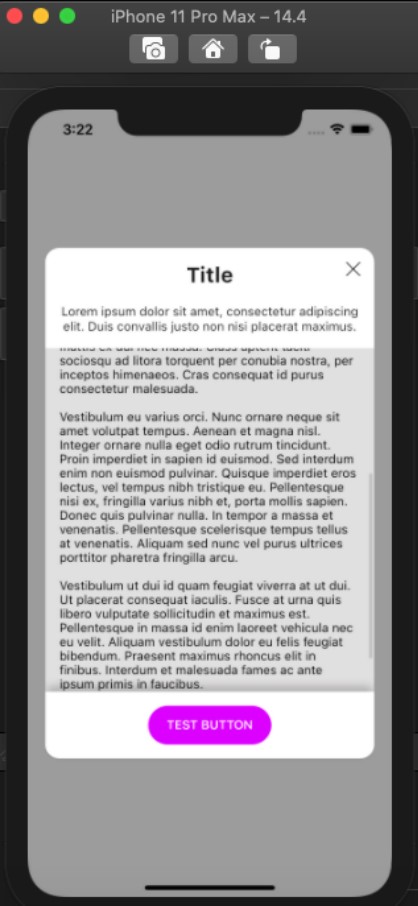 iPhone 11 Pro Max – 14.4
3:22
Title
Lorem ipsum dolor sit amet, consectetur adipiscing
elit. Duis convallis justo non nisi placerat maximus.
mattis ex dui nec massa. Class aptent taciti
sociosqu ad litora torquent per conubia nostra, per
inceptos himenaeos. Cras consequat id purus
consectetur malesuada.
Vestibulum eu varius orci. Nunc ornare neque sit
amet volutpat tempus. Aenean et magna nisl.
Integer ornare nulla eget odio rutrum tincidunt.
Proin imperdiet in sapien id euismod. Sed interdum
enim non euismod pulvinar. Quisque imperdiet eros
lectus, vel tempus nibh tristique eu. Pellentesque
nisi ex, fringilla varius nibh et, porta mollis sapien.
Donec quis pulvinar nulla. In tempor a massa et
venenatis. Pellentesque scelerisque tempus tellus
at venenatis. Aliquam sed nunc vel purus ultrices
porttitor pharetra fringilla arcu.
Vestibulum ut dui id quam feugiat viverra at ut dui.
Ut placerat consequat iaculis. Fusce at urna quis
libero vulputate sollicitudin et maximus est.
Pellentesque in massa id enim laoreet vehicula nec
eu velit. Aliquam vestibulum dolor eu felis feugiat
bibendum. Praesent maximus rhoncus elit in
finibus. Interdum et malesuada fames ac ante
ipsum primis in faucibus.
TEST BUTTON